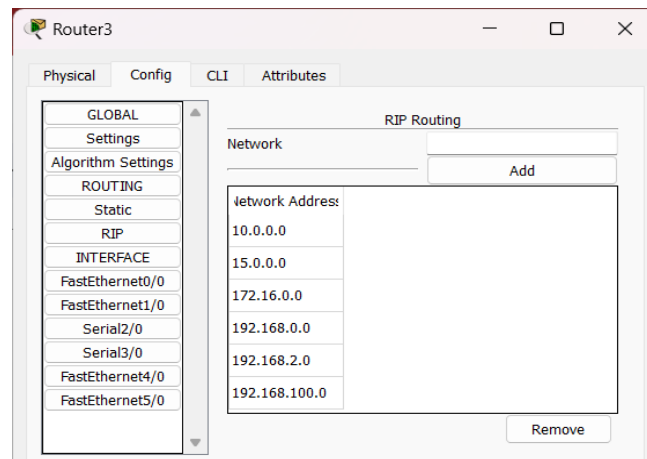 Router3
Physical Config CLI Attributes
GLOBAL
Settings
Algorithm Settings
ROUTING
Static
RIP
INTERFACE
FastEthernet0/0
FastEthernet1/0
Serial2/0
Serial3/0
FastEthernet4/0
FastEthernet5/0
RIP Routing
Network
Add
Network Address
10.0.0.0
15.0.0.0
172.16.0.0
192.168.0.0
192.168.2.0
192.168.100.0
Remove